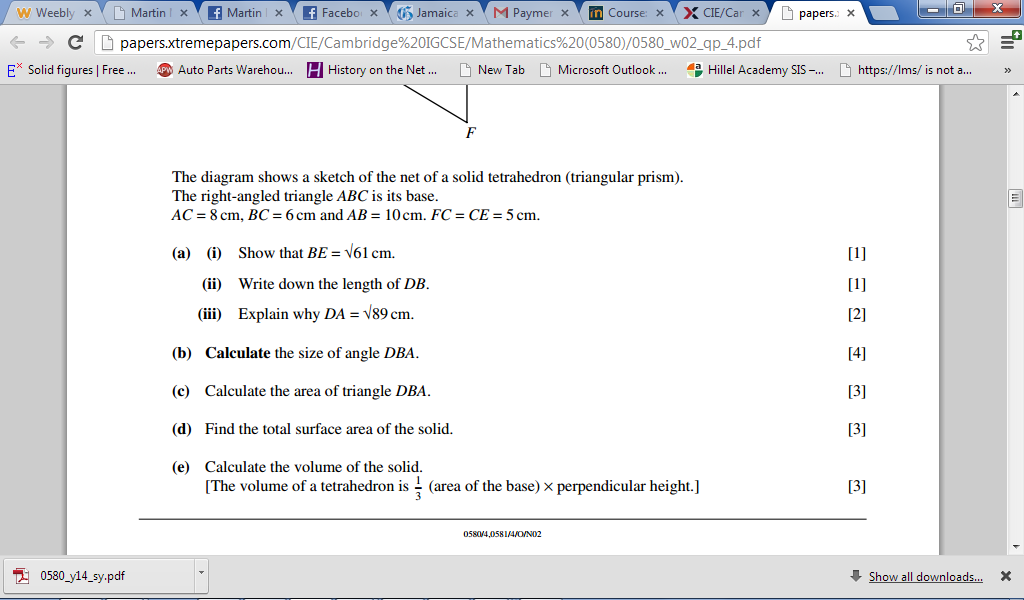 Weebly
Martin
Martin
Facebo
Jamaica
Paymen
Course
CIE/Car
papers.
papers.xtremepapers.com/CIE/Cambridge%20IGCSE/Mathematics%20(0580)/0580_w02_qp_4.pdf
Solid figures | Free ...
APW
Auto Parts Warehou...
History on the Net ...
New Tab
Microsoft Outlook ...
Hillel Academy SIS –...
https://lms/ is not a...
»
F
The diagram shows a sketch of the net of a solid tetrahedron (triangular prism).
The right-angled triangle ABC is its base.
AC = 8 cm, BC = 6 cm and AB = 10 cm. FC = CE = 5 cm.
(a) (i) Show that BE = √61 cm. [1]
(ii) Write down the length of DB. [1]
(iii) Explain why DA = √89 cm. [2]
(b) Calculate the size of angle DBA. [4]
(c) Calculate the area of triangle DBA. [3]
(d) Find the total surface area of the solid. [3]
(e) Calculate the volume of the solid.
[The volume of a tetrahedron is 1/3 (area of the base) × perpendicular height.] [3]
0580/4,0581/4/O/N02
0580_y14_sy.pdf
Show all downloads...